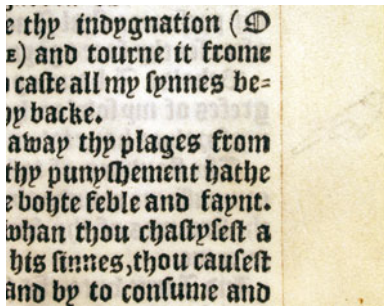 e thy indygnation (O
E) and tourne it frome
caſte all my ſynnes be=
hy backe.
away thy plages from
thy punyſhement hathe
e bohte feble and faynt.
whan thou chaſtyſeſt a
his ſinnes, thou cauſeſt
and by to conſume and